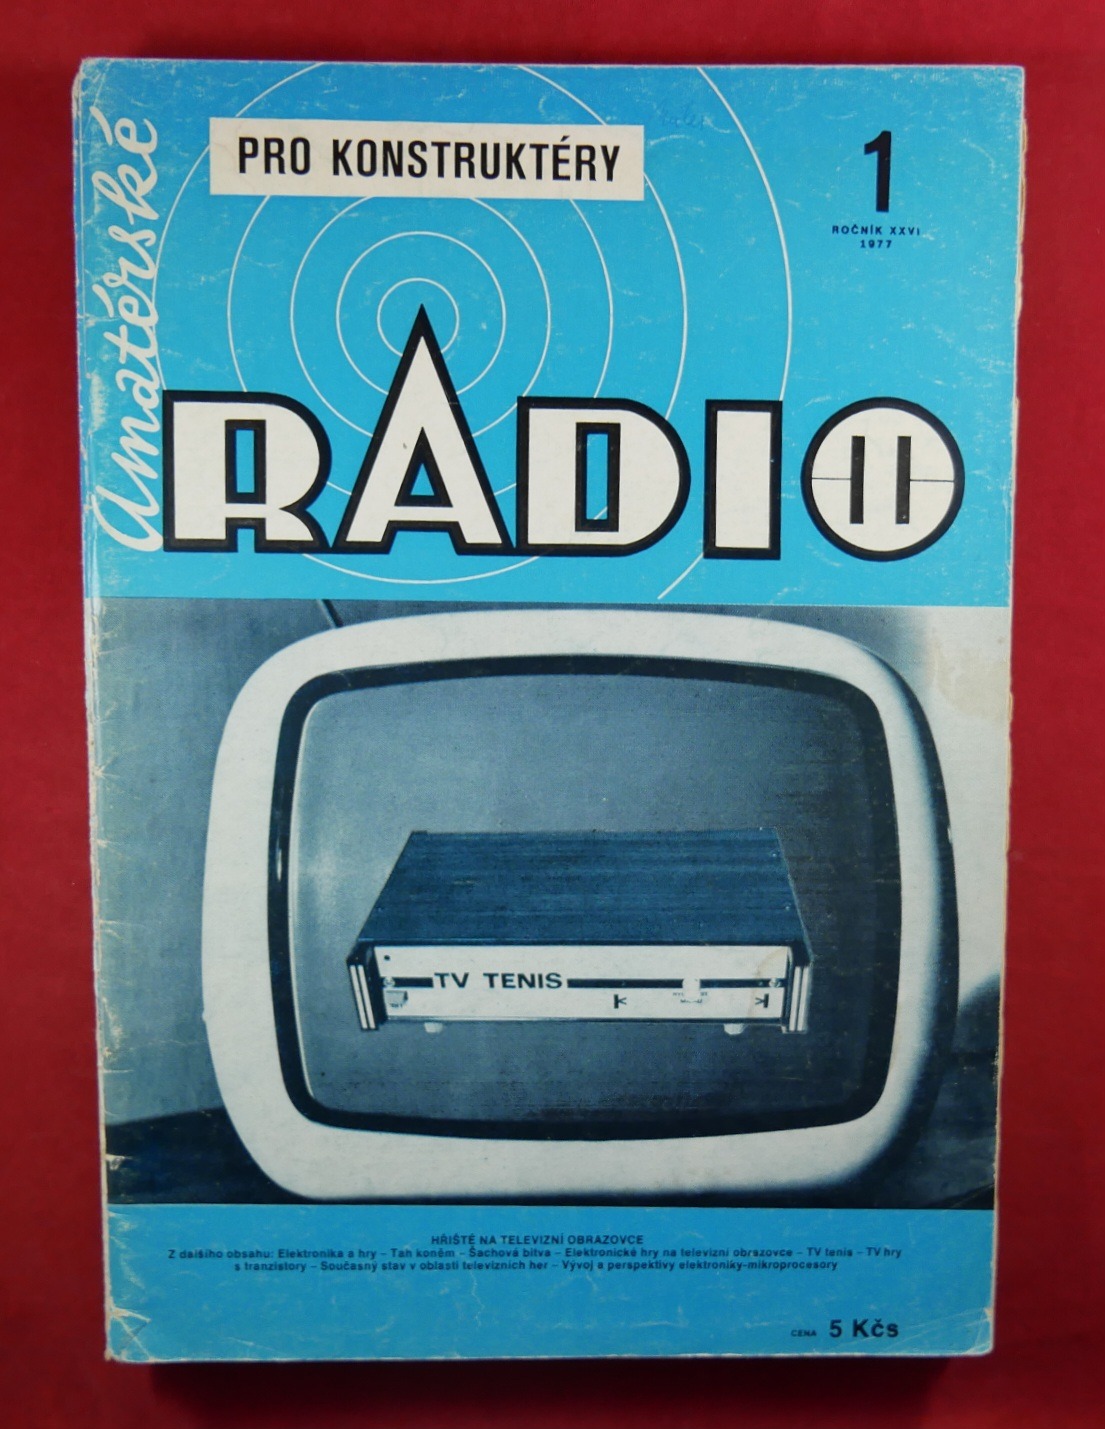 PRO KONSTRUKTÉRY
1
ROČNÍK XXVI
1977
Amatérské
RADIO
TV TENIS
HŘIŠTĚ NA TELEVIZNÍ OBRAZOVCE
Z dalšího obsahu: Elektronika a hry – Tah koněm – Šachová bitva – Elektronické hry na televizní obrazovce – TV tenis – TV hry
s tranzistory – Současný stav v oblasti televizních her – Vývoj a perspektivy elektroniky-mikroprocesory
CENA 5 Kčs